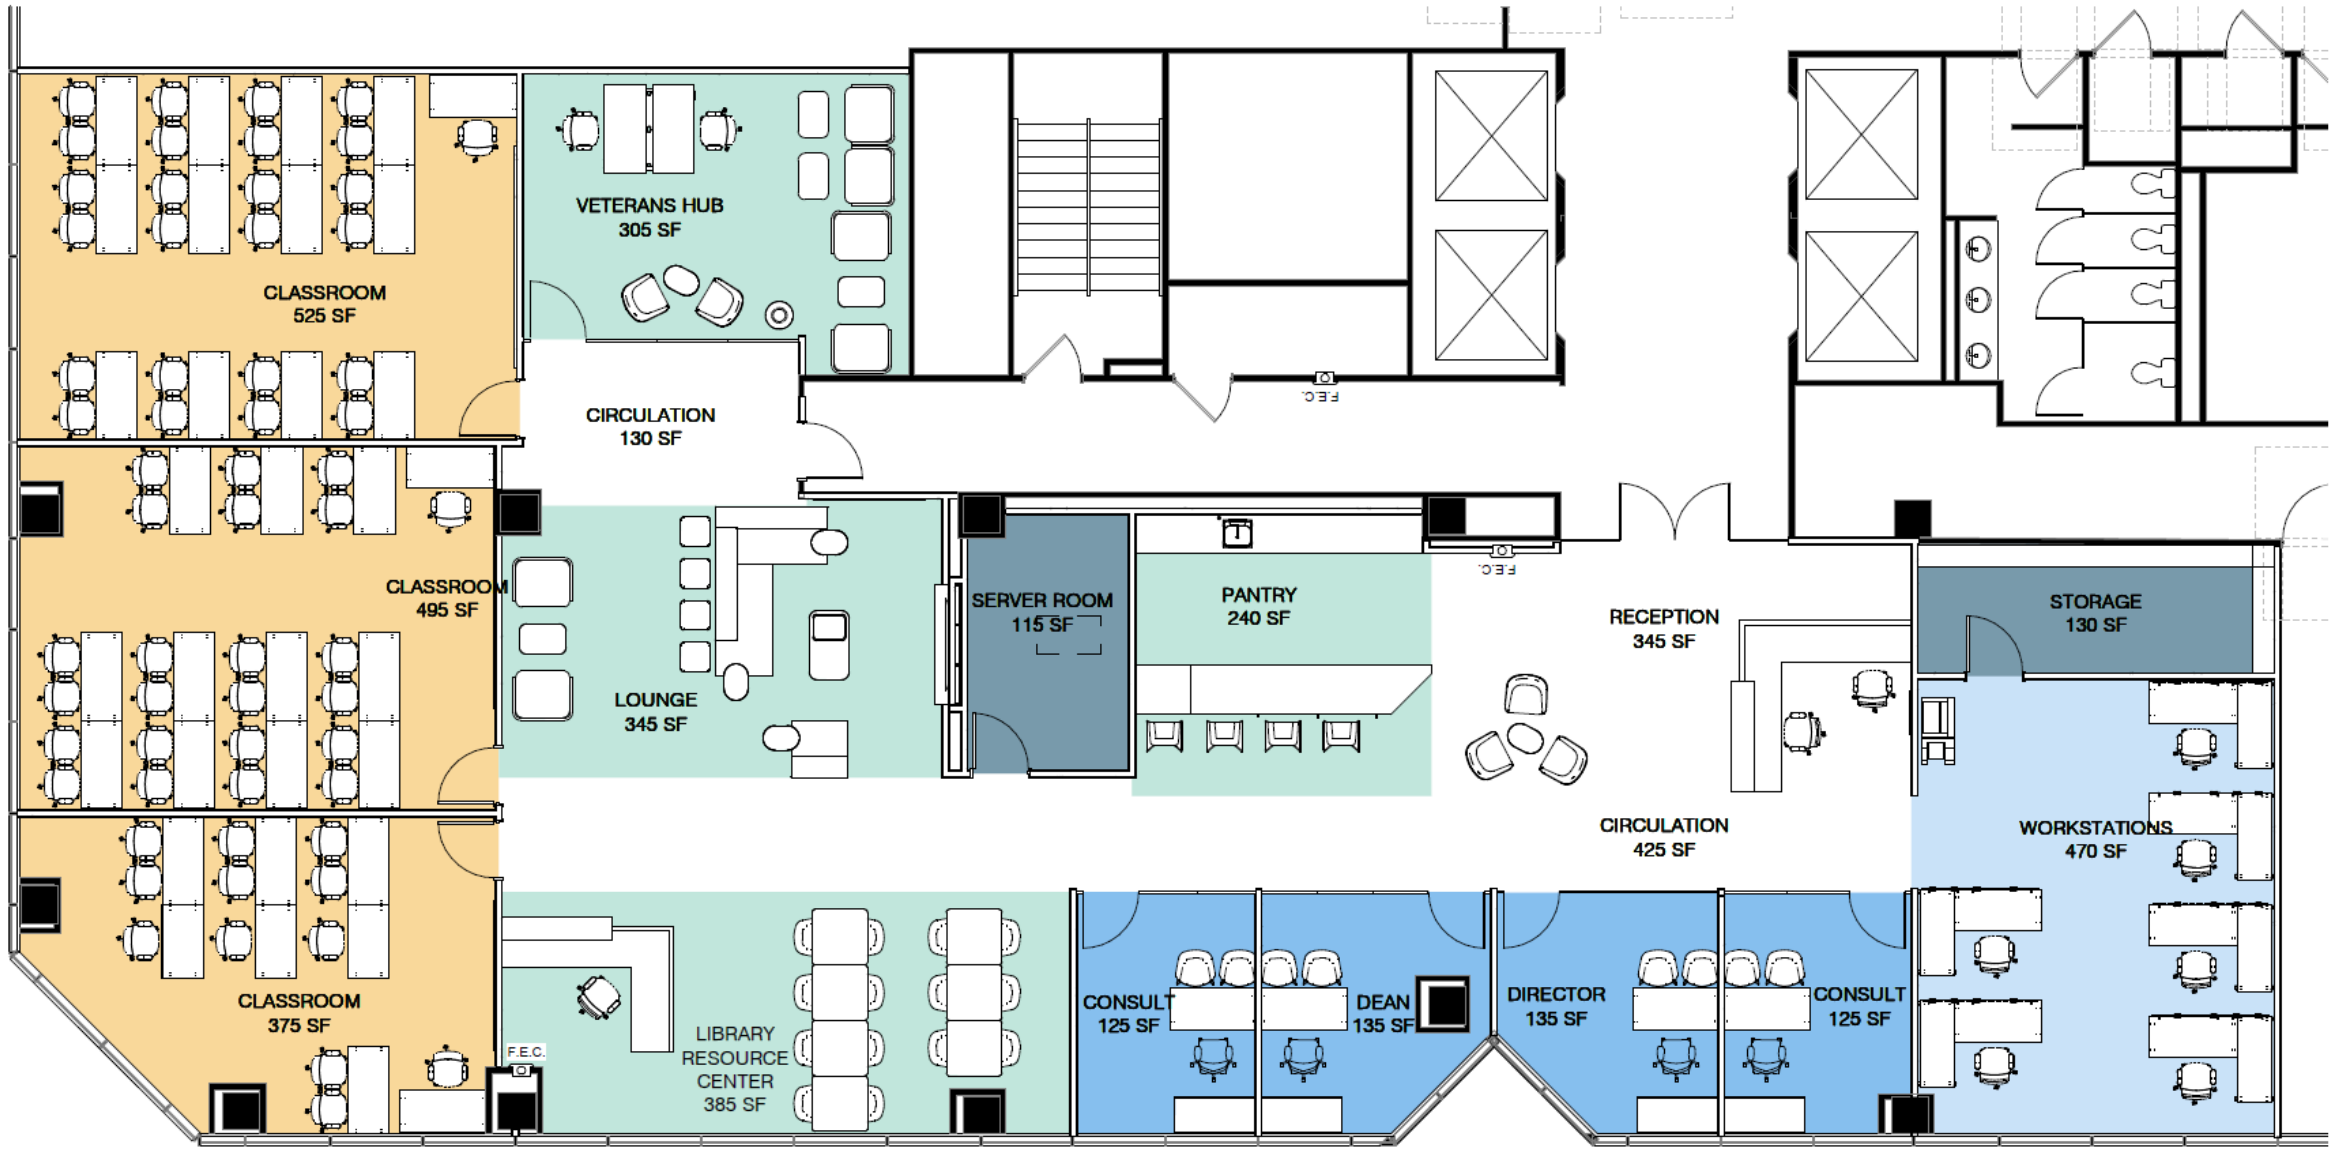 VETERANS HUB
305 SF
CLASSROOM
525 SF
CIRCULATION
130 SF
F.E.C.
CLASSROOM
495 SF
LOUNGE
345 SF
SERVER ROOM
115 SF
PANTRY
240 SF
F.E.C.
RECEPTION
345 SF
STORAGE
130 SF
CIRCULATION
425 SF
WORKSTATIONS
470 SF
CLASSROOM
375 SF
F.E.C.
LIBRARY
RESOURCE
CENTER
385 SF
CONSULT
125 SF
DEAN
135 SF
DIRECTOR
135 SF
CONSULT
125 SF